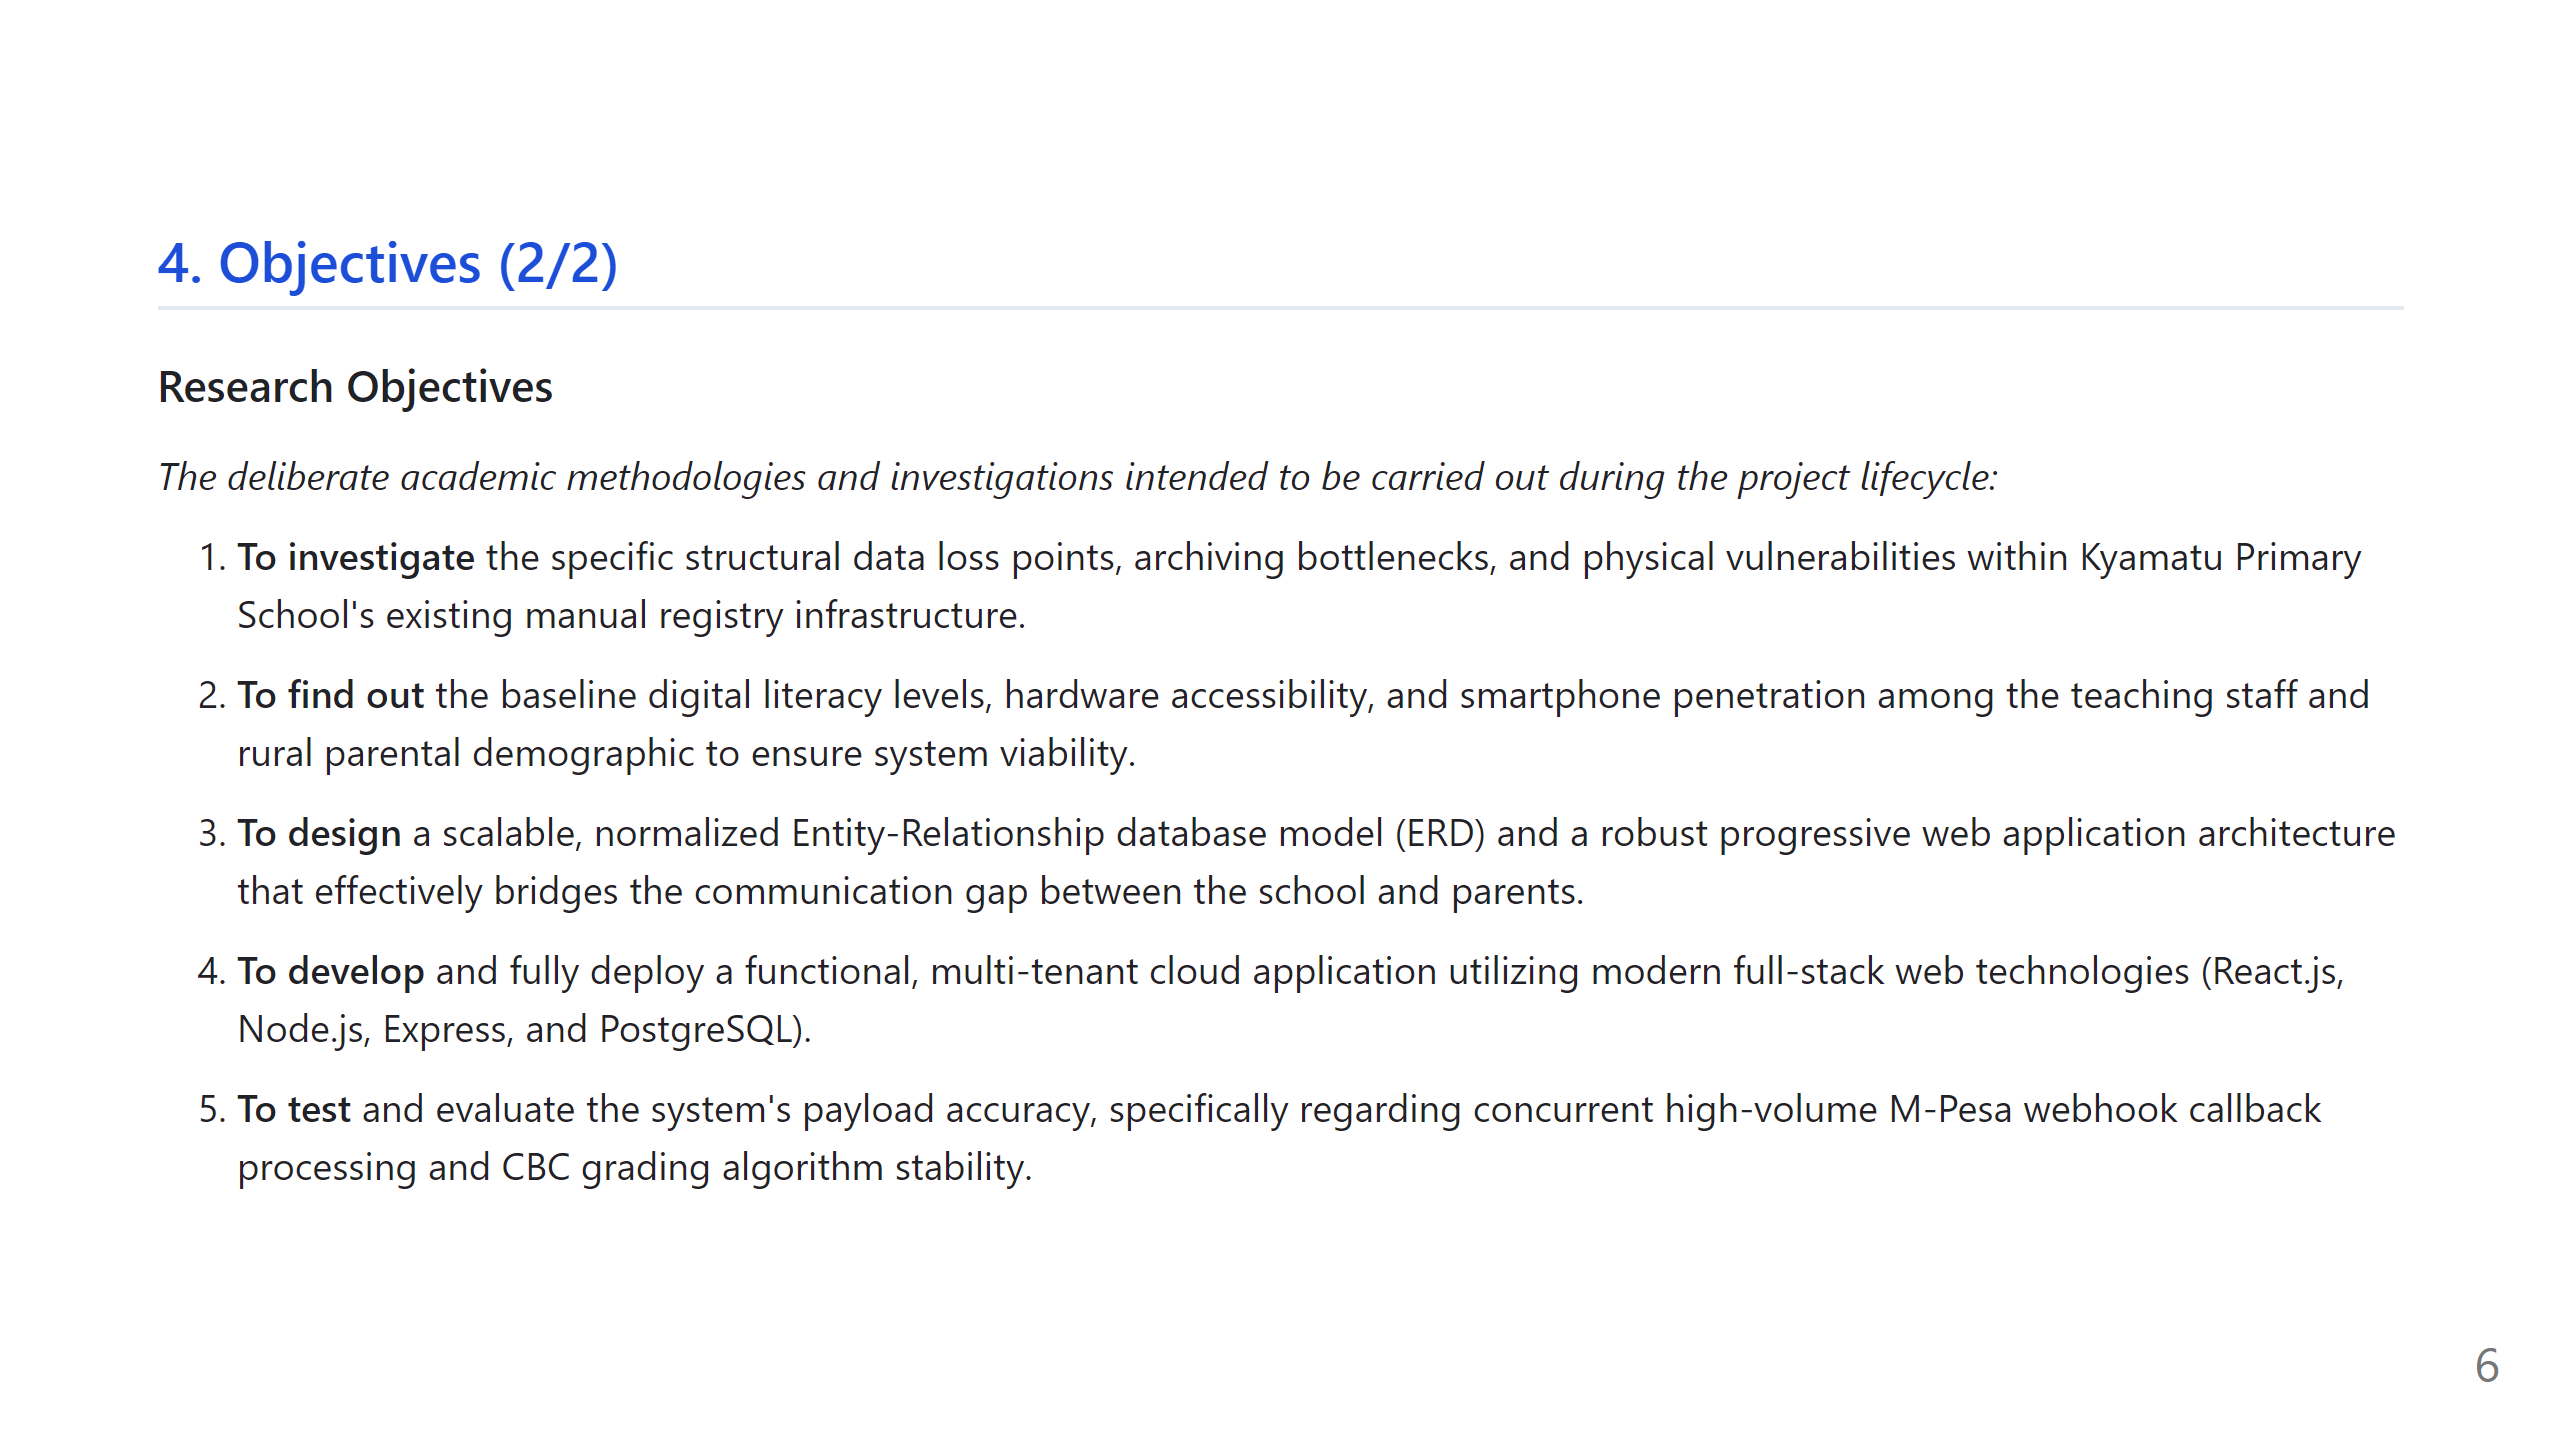 4. Objectives (2/2)
Research Objectives
The deliberate academic methodologies and investigations intended to be carried out during the project lifecycle:
1. To investigate the specific structural data loss points, archiving bottlenecks, and physical vulnerabilities within Kyamatu Primary
School's existing manual registry infrastructure.
2. To find out the baseline digital literacy levels, hardware accessibility, and smartphone penetration among the teaching staff and
rural parental demographic to ensure system viability.
3. To design a scalable, normalized Entity-Relationship database model (ERD) and a robust progressive web application architecture
that effectively bridges the communication gap between the school and parents.
4. To develop and fully deploy a functional, multi-tenant cloud application utilizing modern full-stack web technologies (React.js,
Node.js, Express, and PostgreSQL).
5. To test and evaluate the system's payload accuracy, specifically regarding concurrent high-volume M-Pesa webhook callback
processing and CBC grading algorithm stability.
6